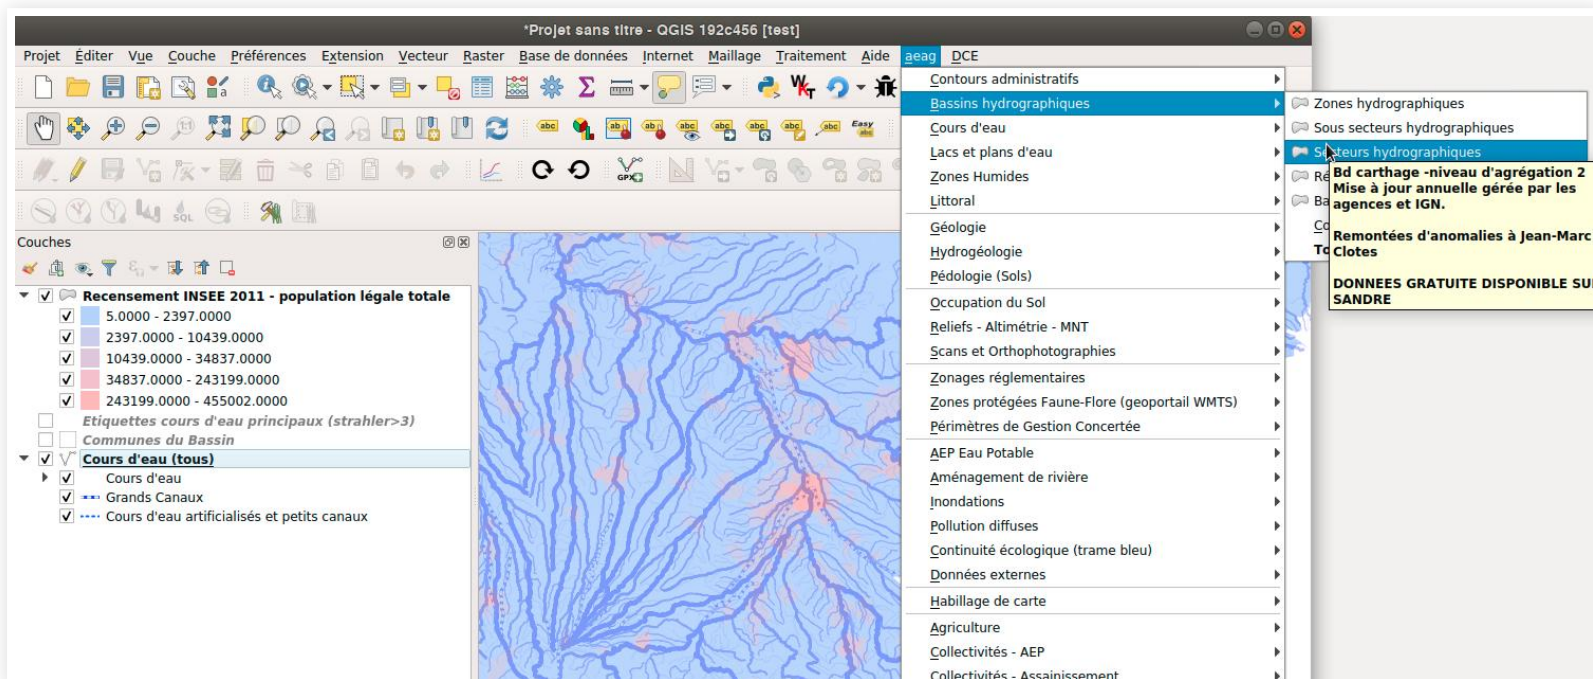 *Projet sans titre - QGIS 192c456 [test]
Projet Éditer Vue Couche Préférences Extension Vecteur Raster Base de données Internet Maillage Traitement Aide aeag DCE
Contours administratifs
Bassins hydrographiques
Cours d'eau
Lacs et plans d'eau
Zones Humides
Littoral
Géologie
Hydrogéologie
Pédologie (Sols)
Occupation du Sol
Reliefs - Altimétrie - MNT
Scans et Orthophotographies
Zonages réglementaires
Zones protégées Faune-Flore (geoportail WMTS)
Périmètres de Gestion Concertée
AEP Eau Potable
Aménagement de rivière
Inondations
Pollution diffuses
Continuité écologique (trame bleu)
Données externes
Habillage de carte
Agriculture
Collectivités - AEP
Collectivités - Assainissement
Zones hydrographiques
Sous secteurs hydrographiques
hydrographiques
Bd carthage -niveau d'agrégation 2
Mise à jour annuelle gérée par les
agences et IGN.
Remontées d'anomalies à Jean-Marc
Clotes
DONNEES GRATUITE DISPONIBLE SU
SANDRE
Couches
Recensement INSEE 2011 - population légale totale
5.0000 - 2397.0000
2397.0000 - 10439.0000
10439.0000 - 34837.0000
34837.0000 - 243199.0000
243199.0000 - 455002.0000
Etiquettes cours d'eau principaux (strahler>3)
Communes du Bassin
Cours d'eau (tous)
Cours d'eau
Grands Canaux
Cours d'eau artificialisés et petits canaux